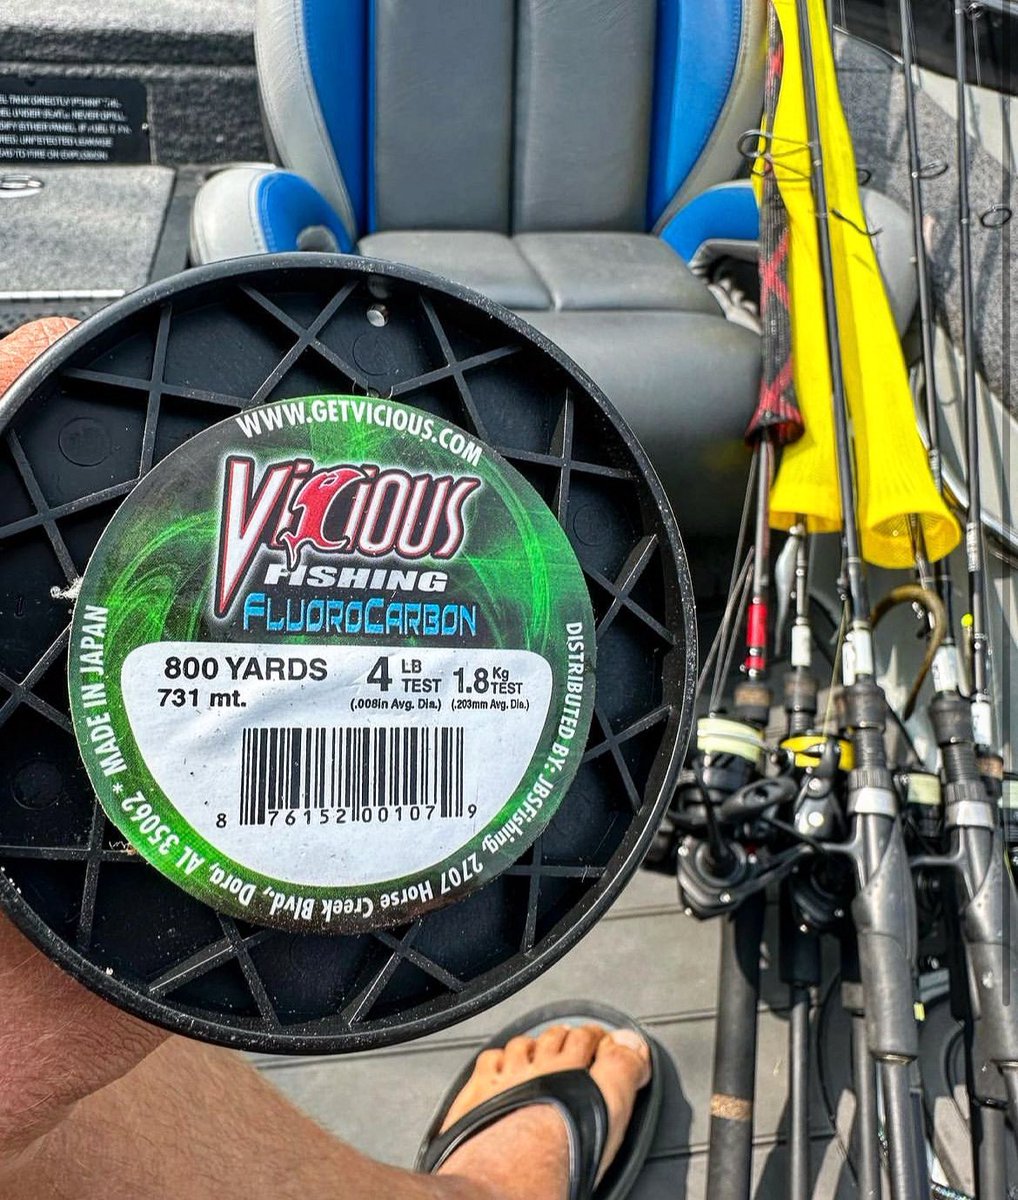 WWW.GETVICIOUS.COM
Vicious
FISHING
FLUOROCARBON
800 YARDS
731 mt.
4 LB TEST
(.008in Avg. Dia.)
1.8 Kg TEST
(.203mm Avg. Dia.)
8 76152 00107 9
DISTRIBUTED BY: JBSFishing, 2707 Horse Creek Blvd, Dora, AL 35062 * MADE IN JAPAN